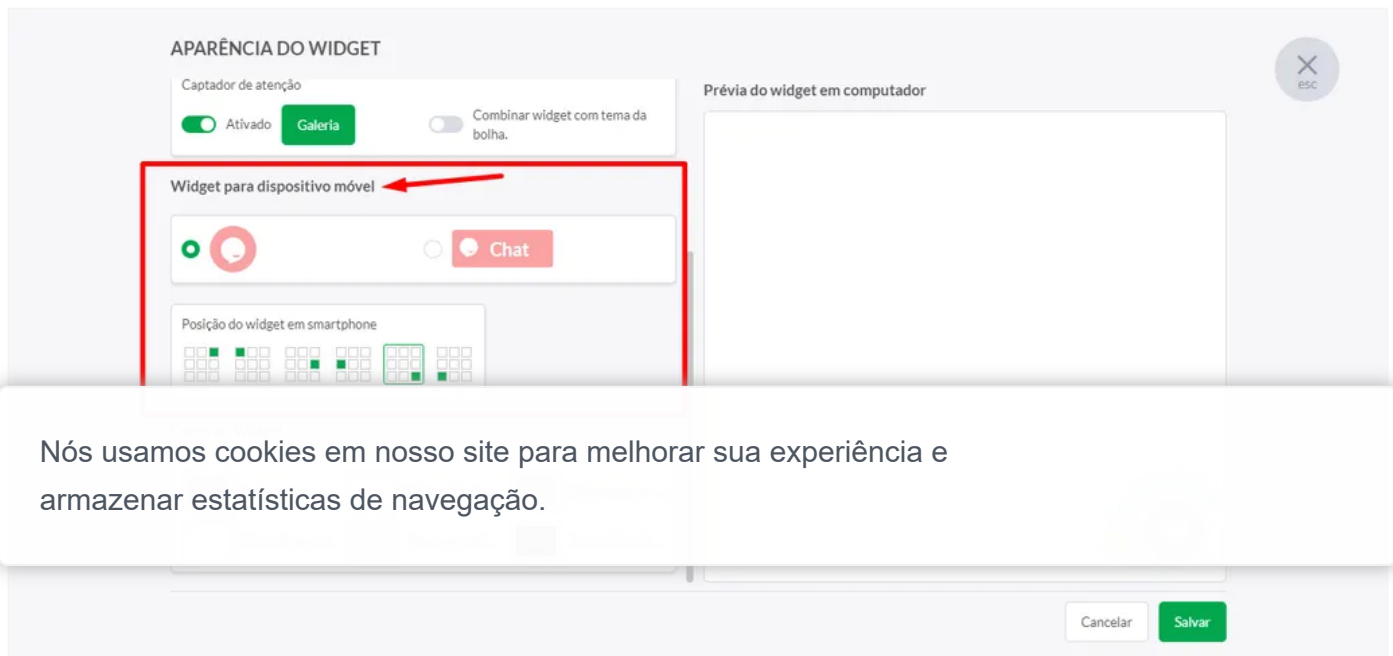 APARÊNCIA DO WIDGET
Captador de atenção
Ativado
Galeria
Combinar widget com tema da
bolha.
Prévia do widget em computador
esc
Widget para dispositivo móvel
Chat
Posição do widget em smartphone
Nós usamos cookies em nosso site para melhorar sua experiência e
armazenar estatísticas de navegação.
Cancelar
Salvar